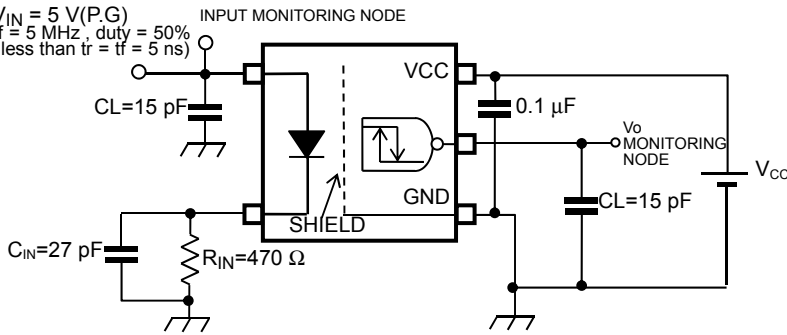 VIN = 5 V(P.G)
f = 5 MHz , duty = 50%
less than tr = tf = 5 ns)
INPUT MONITORING NODE
CL=15 pF
VCC
0.1 μF
Vo
MONITORING
NODE
VCC
GND
SHIELD
CL=15 pF
CIN=27 pF
RIN=470 Ω